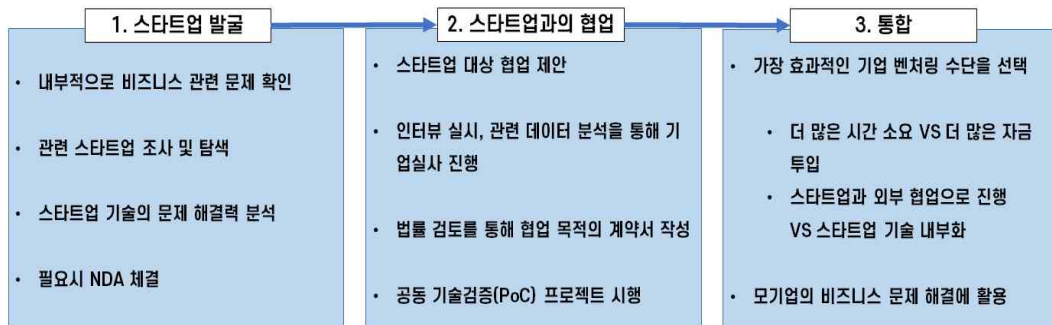 1. 스타트업 발굴
• 내부적으로 비즈니스 관련 문제 확인
• 관련 스타트업 조사 및 탐색
• 스타트업 기술의 문제 해결력 분석
• 필요시 NDA 체결
2. 스타트업과의 협업
• 스타트업 대상 협업 제안
• 인터뷰 실시, 관련 데이터 분석을 통해 기
업실사 진행
• 법률 검토를 통해 협업 목적의 계약서 작성
• 공동 기술검증(PoC) 프로젝트 시행
3. 통합
• 가장 효과적인 기업 벤처링 수단을 선택
• 더 많은 시간 소요 VS 더 많은 자금
투입
• 스타트업과 외부 협업으로 진행
VS 스타트업 기술 내부화
• 모기업의 비즈니스 문제 해결에 활용